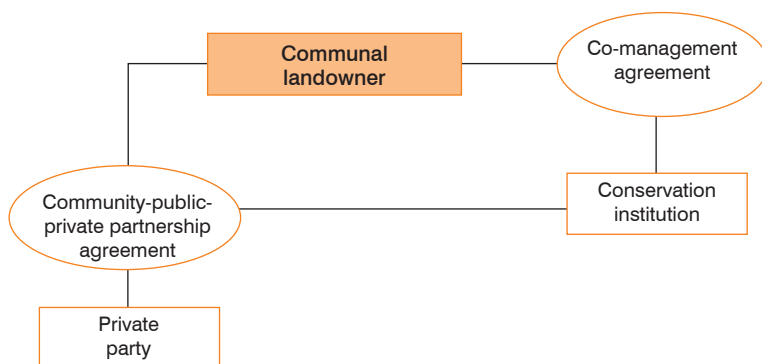 Communal
landowner
Co-management
agreement
Community-public-
private partnership
agreement
Conservation
institution
Private
party